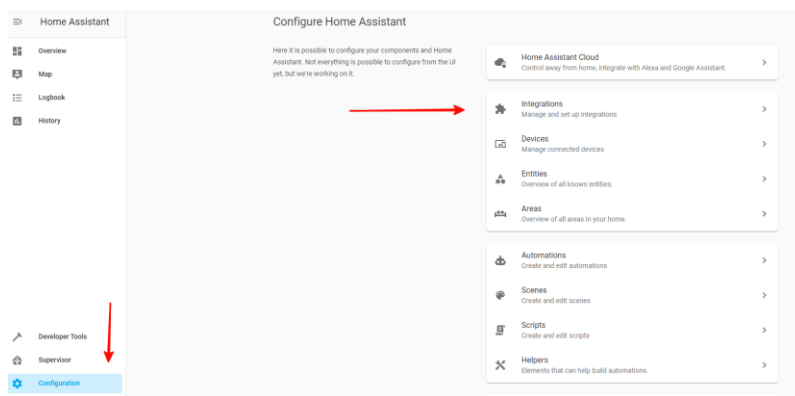 Home Assistant
Overview
Map
Logbook
History
Developer Tools
Supervisor
Configuration
Configure Home Assistant
Here it is possible to configure your components and Home
Assistant. Not everything is possible to configure from the UI
yet, but we're working on it.
Home Assistant Cloud
Control away from home, integrate with Alexa and Google Assistant.
Integrations
Manage and set up integrations
Devices
Manage connected devices
Entities
Overview of all known entities.
Areas
Overview of all areas in your home.
Automations
Create and edit automations
Scenes
Create and edit scenes
Scripts
Create and edit scripts
Helpers
Elements that can help build automations.